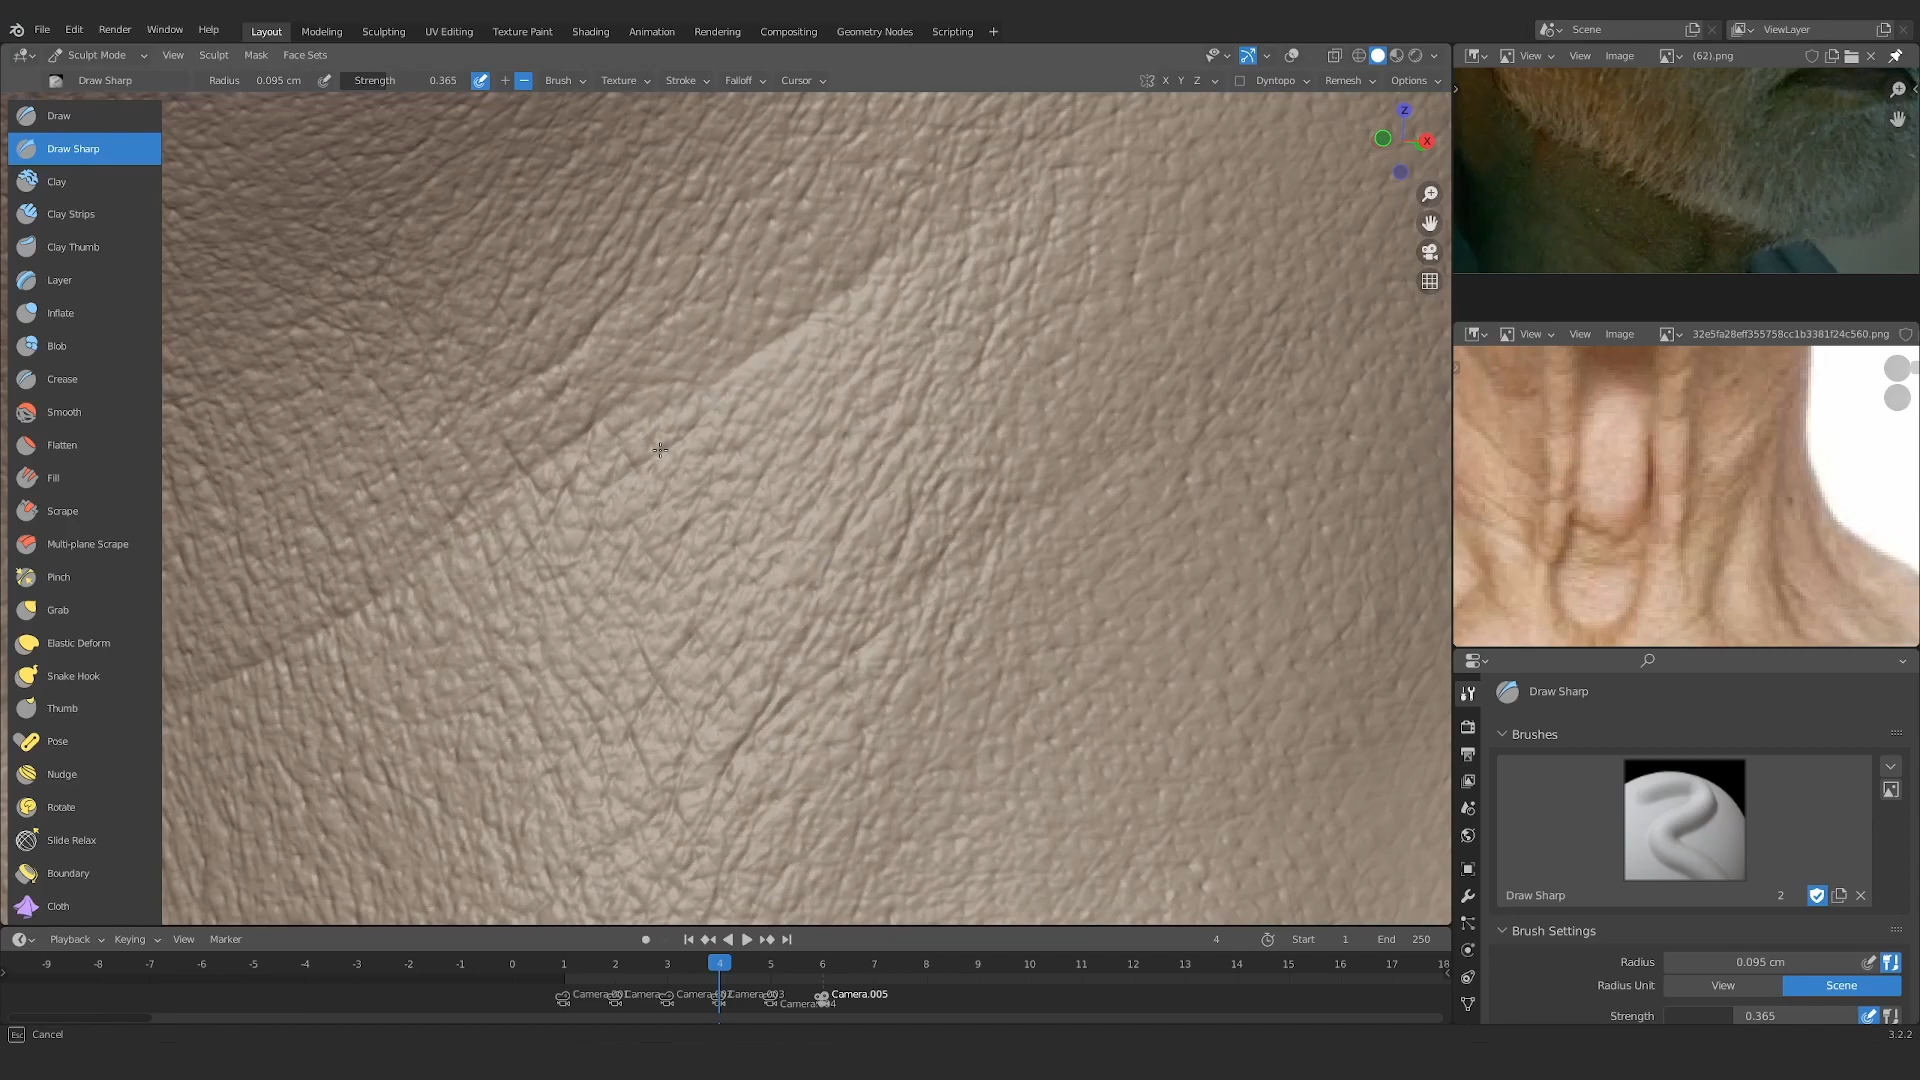 File Edit Render Window Help Layout Modeling Sculpting UV Editing Texture Paint Shading Animation Rendering Compositing Geometry Nodes Scripting + Scene ViewLayer
Sculpt Mode View Sculpt Mask Face Sets View View Image (62).png
Draw Sharp Radius 0.095 cm Strength 0.365 Brush Texture Stroke Falloff Cursor X Y Z Dyntopo Remesh Options
Z
X
Draw
Draw Sharp
Clay
Clay Strips
Clay Thumb
Layer
Inflate
Blob
Crease
Smooth
Flatten
Fill
Scrape
Multi-plane Scrape
Pinch
Grab
Elastic Deform
Snake Hook
Thumb
Pose
Nudge
Rotate
Slide Relax
Boundary
Cloth
View View Image 32e5fa28eff355758cc1b3381f24c560.png
Draw Sharp
Brushes
Draw Sharp 2
Brush Settings
Radius 0.095 cm
Radius Unit View Scene
Strength 0.365
Playback Keying View Marker 4 Start 1 End 250
-9 -8 -7 -6 -5 -4 -3 -2 -1 0 1 2 3 4 5 6 7 8 9 10 11 12 13 14 15 16 17 18
Camera.005
Esc Cancel 3.2.2